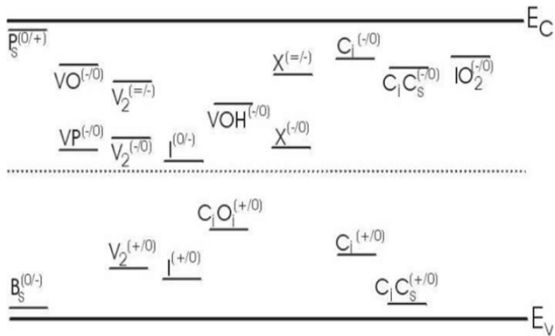 E_C
P_S^(0/+)
C_i^(-/0)
X^(=/-)
VO^(-/0)
V_2^(=/-)
C_iC_s^(-/0)
IO_2^(-/0)
VOH^(-/0)
VP^(-/0)
V_2^(-/0)
I^(0/-)
X^(-/0)
C_iO_i^(+/0)
V_2^(+/0)
I^(+/0)
C_i^(+/0)
B_S^(0/-)
C_iC_s^(+/0)
E_V